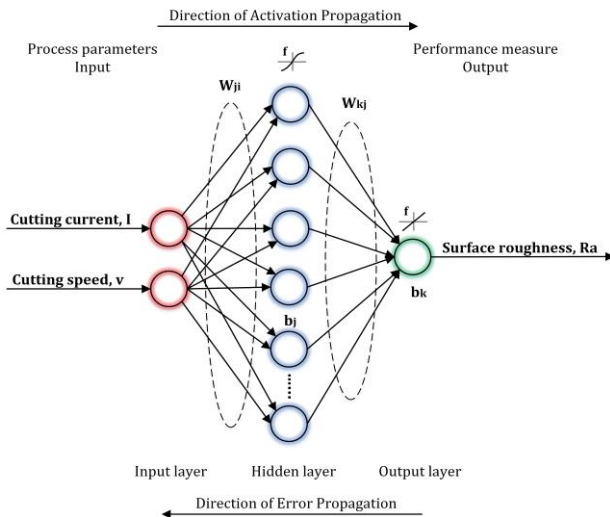 Direction of Activation Propagation
Process parameters
Input
f
Performance measure
Output
Wji
Wkj
Cutting current, I
f
Surface roughness, Ra
Cutting speed, v
bk
bj
Input layer
Hidden layer
Output layer
Direction of Error Propagation